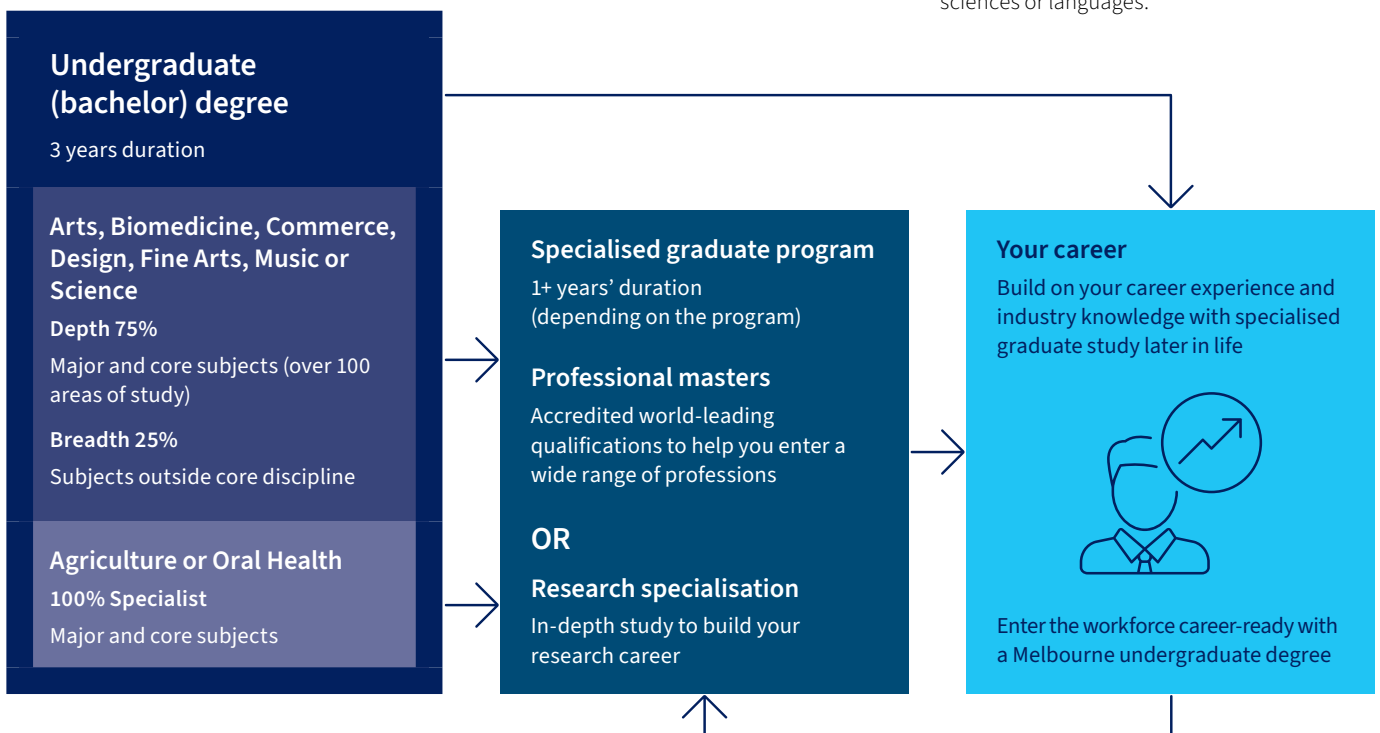 sciences or languages.
Undergraduate
(bachelor) degree
3 years duration
Arts, Biomedicine, Commerce,
Design, Fine Arts, Music or
Science
Depth 75%
Major and core subjects (over 100
areas of study)
Breadth 25%
Subjects outside core discipline
Agriculture or Oral Health
100% Specialist
Major and core subjects
Specialised graduate program
1+ years’ duration
(depending on the program)
Professional masters
Accredited world-leading
qualifications to help you enter a
wide range of professions
OR
Research specialisation
In-depth study to build your
research career
Your career
Build on your career experience and
industry knowledge with specialised
graduate study later in life
Enter the workforce career-ready with
a Melbourne undergraduate degree